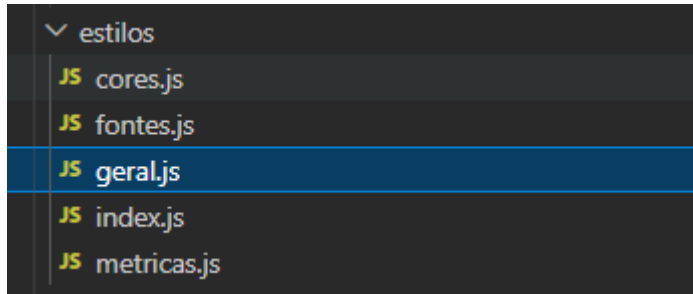 estilos
JS cores.js
JS fontes.js
JS geral.js
JS index.js
JS metricas.js